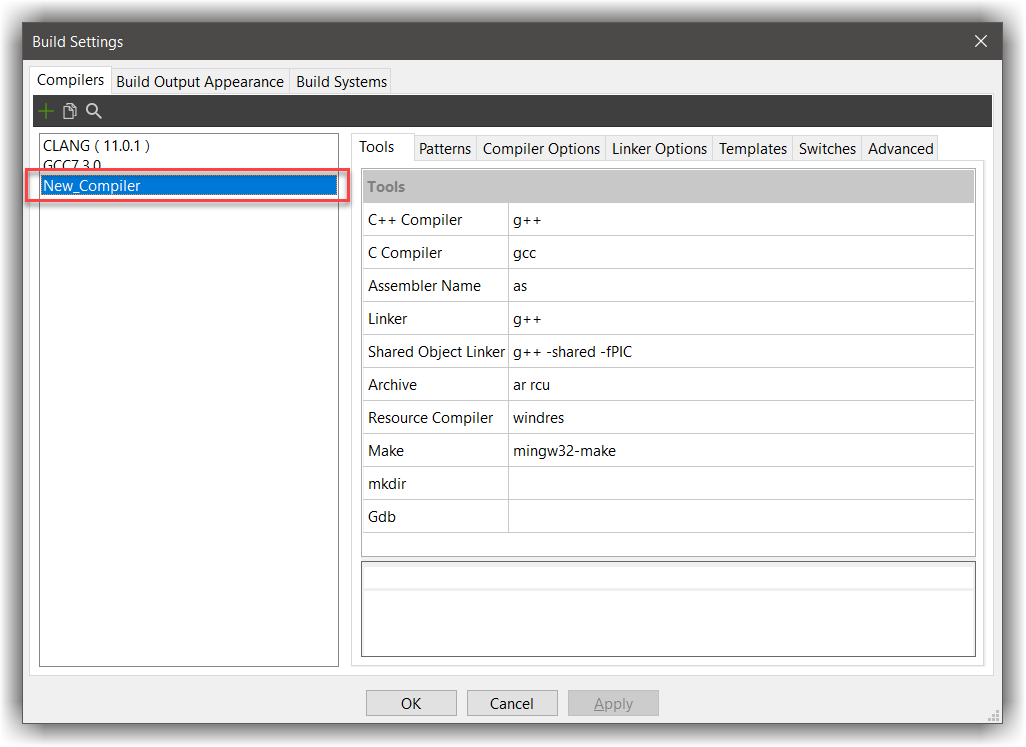 Build Settings
Compilers Build Output Appearance Build Systems
CLANG ( 11.0.1 )
GCC7.3.0
New_Compiler
Tools Patterns Compiler Options Linker Options Templates Switches Advanced
Tools
C++ Compiler g++
C Compiler gcc
Assembler Name as
Linker g++
Shared Object Linker g++ -shared -fPIC
Archive ar rcu
Resource Compiler windres
Make mingw32-make
mkdir
Gdb
OK Cancel Apply